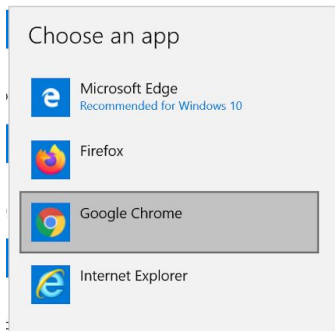 Choose an app
Microsoft Edge
Recommended for Windows 10
Firefox
Google Chrome
Internet Explorer